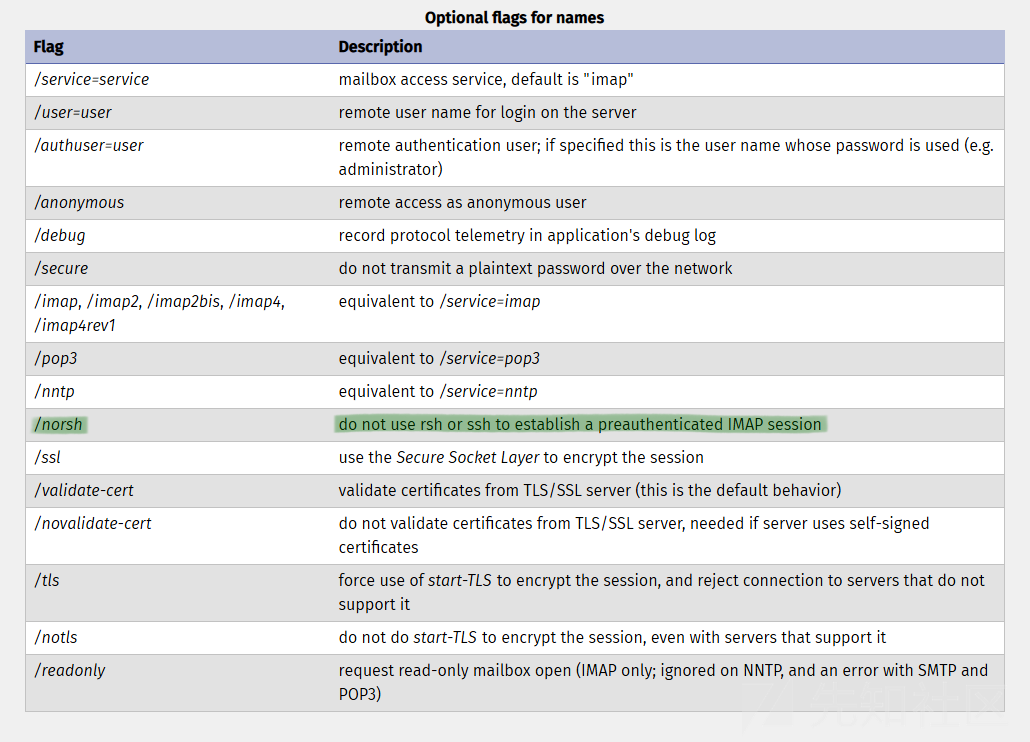 Optional flags for names
Flag Description
/service=service mailbox access service, default is "imap"
/user=user remote user name for login on the server
/authuser=user remote authentication user; if specified this is the user name whose password is used (e.g.
administrator)
/anonymous remote access as anonymous user
/debug record protocol telemetry in application's debug log
/secure do not transmit a plaintext password over the network
/imap, /imap2, /imap2bis, /imap4, equivalent to /service=imap
/imap4rev1
/pop3 equivalent to /service=pop3
/nntp equivalent to /service=nntp
/norsh do not use rsh or ssh to establish a preauthenticated IMAP session
/ssl use the Secure Socket Layer to encrypt the session
/validate-cert validate certificates from TLS/SSL server (this is the default behavior)
/novalidate-cert do not validate certificates from TLS/SSL server, needed if server uses self-signed
certificates
/tls force use of start-TLS to encrypt the session, and reject connection to servers that do not
support it
/notls do not do start-TLS to encrypt the session, even with servers that support it
/readonly request read-only mailbox open (IMAP only; ignored on NNTP, and an error with SMTP and
POP3)
先知社区